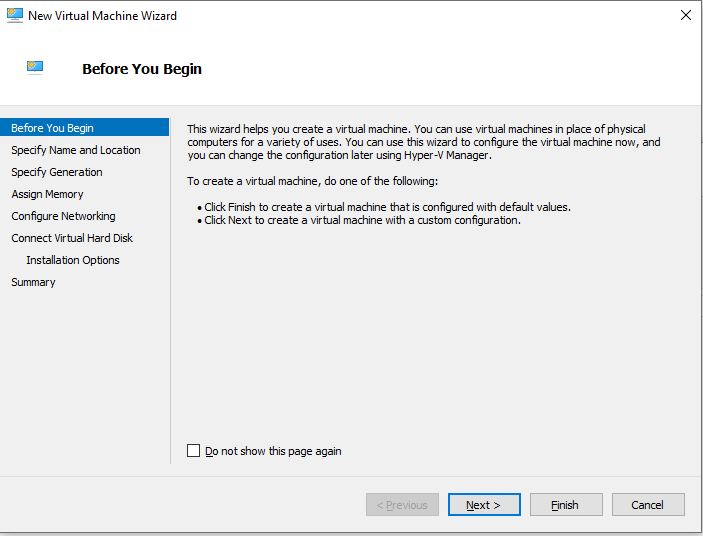 New Virtual Machine Wizard
Before You Begin
Before You Begin
Specify Name and Location
Specify Generation
Assign Memory
Configure Networking
Connect Virtual Hard Disk
Installation Options
Summary
This wizard helps you create a virtual machine. You can use virtual machines in place of physical
computers for a variety of uses. You can use this wizard to configure the virtual machine now, and
you can change the configuration later using Hyper-V Manager.
To create a virtual machine, do one of the following:
• Click Finish to create a virtual machine that is configured with default values.
• Click Next to create a virtual machine with a custom configuration.
Do not show this page again
< Previous
Next >
Finish
Cancel